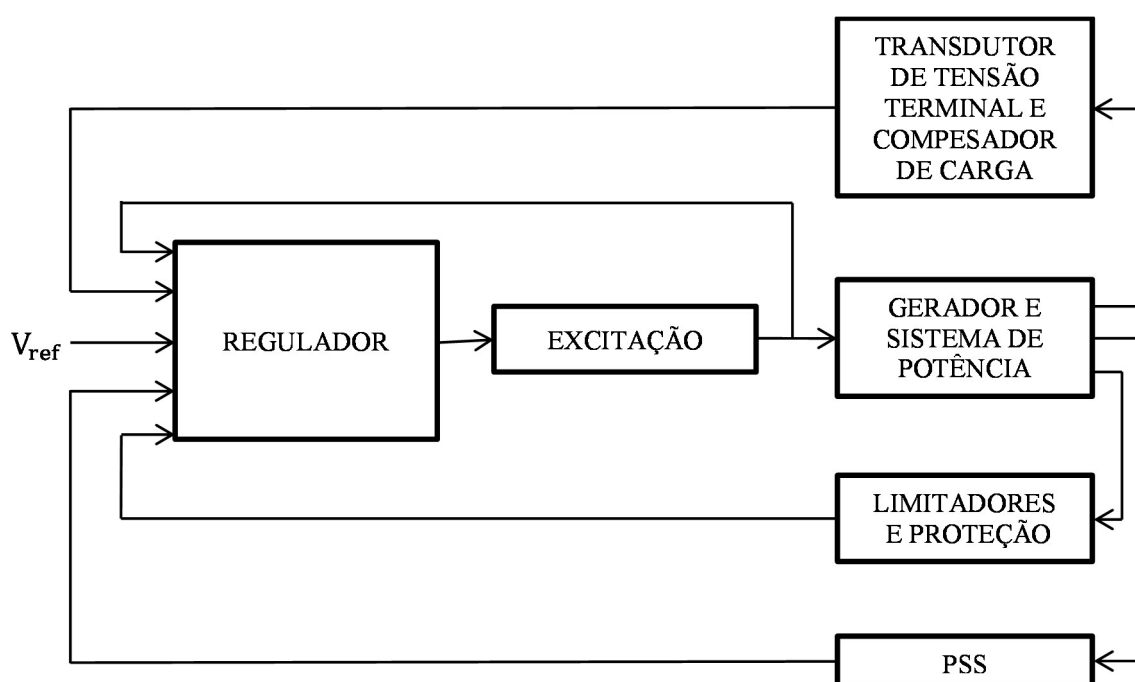 TRANSDUTOR
DE TENSÃO
TERMINAL E
COMPESADOR
DE CARGA
V_ref
REGULADOR
EXCITAÇÃO
GERADOR E
SISTEMA DE
POTÊNCIA
LIMITADORES
E PROTEÇÃO
PSS